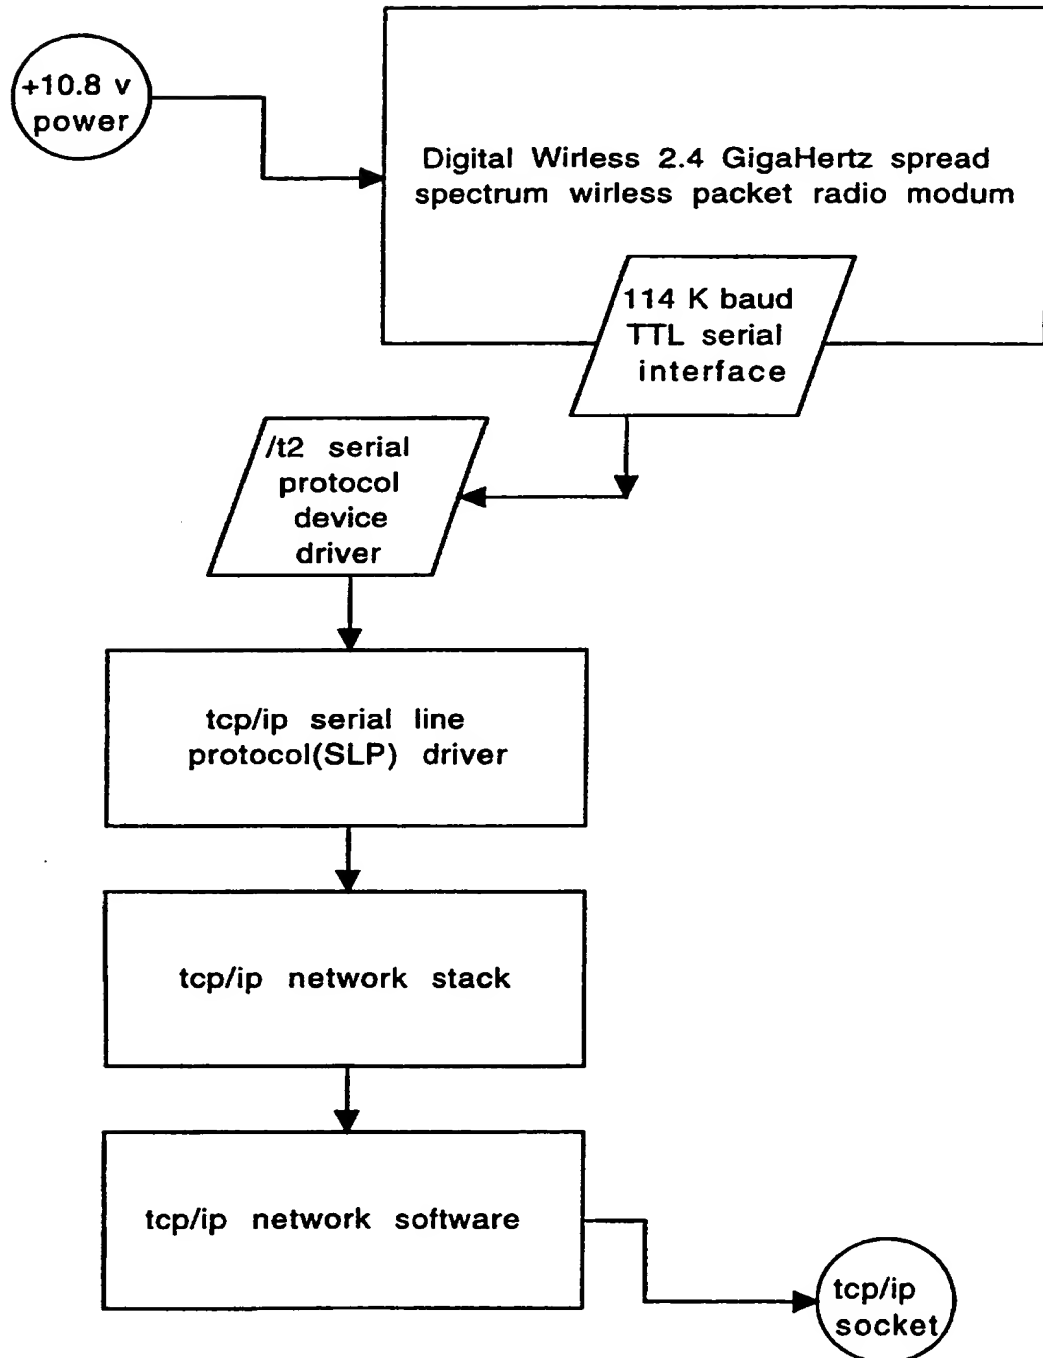 +10.8 v
power
Digital Wirless 2.4 GigaHertz spread
spectrum wirless packet radio modum
114 K baud
TTL serial
interface
/t2 serial
protocol
device
driver
tcp/ip serial line
protocol(SLP) driver
tcp/ip network stack
tcp/ip network software
tcp/ip
socket